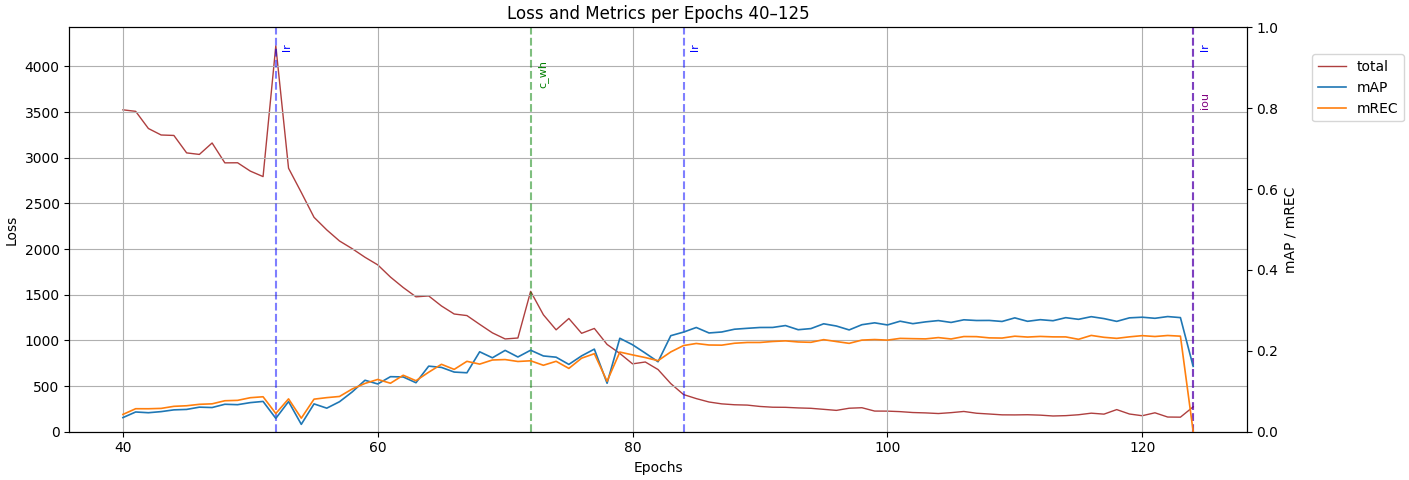 Loss and Metrics per Epochs 40–125
lr
lr
lr
c_wh
iou
total
mAP
mREC
Loss
4000
3500
3000
2500
2000
1500
1000
500
0
mAP / mREC
1.0
0.8
0.6
0.4
0.2
0.0
40
60
80
100
120
Epochs